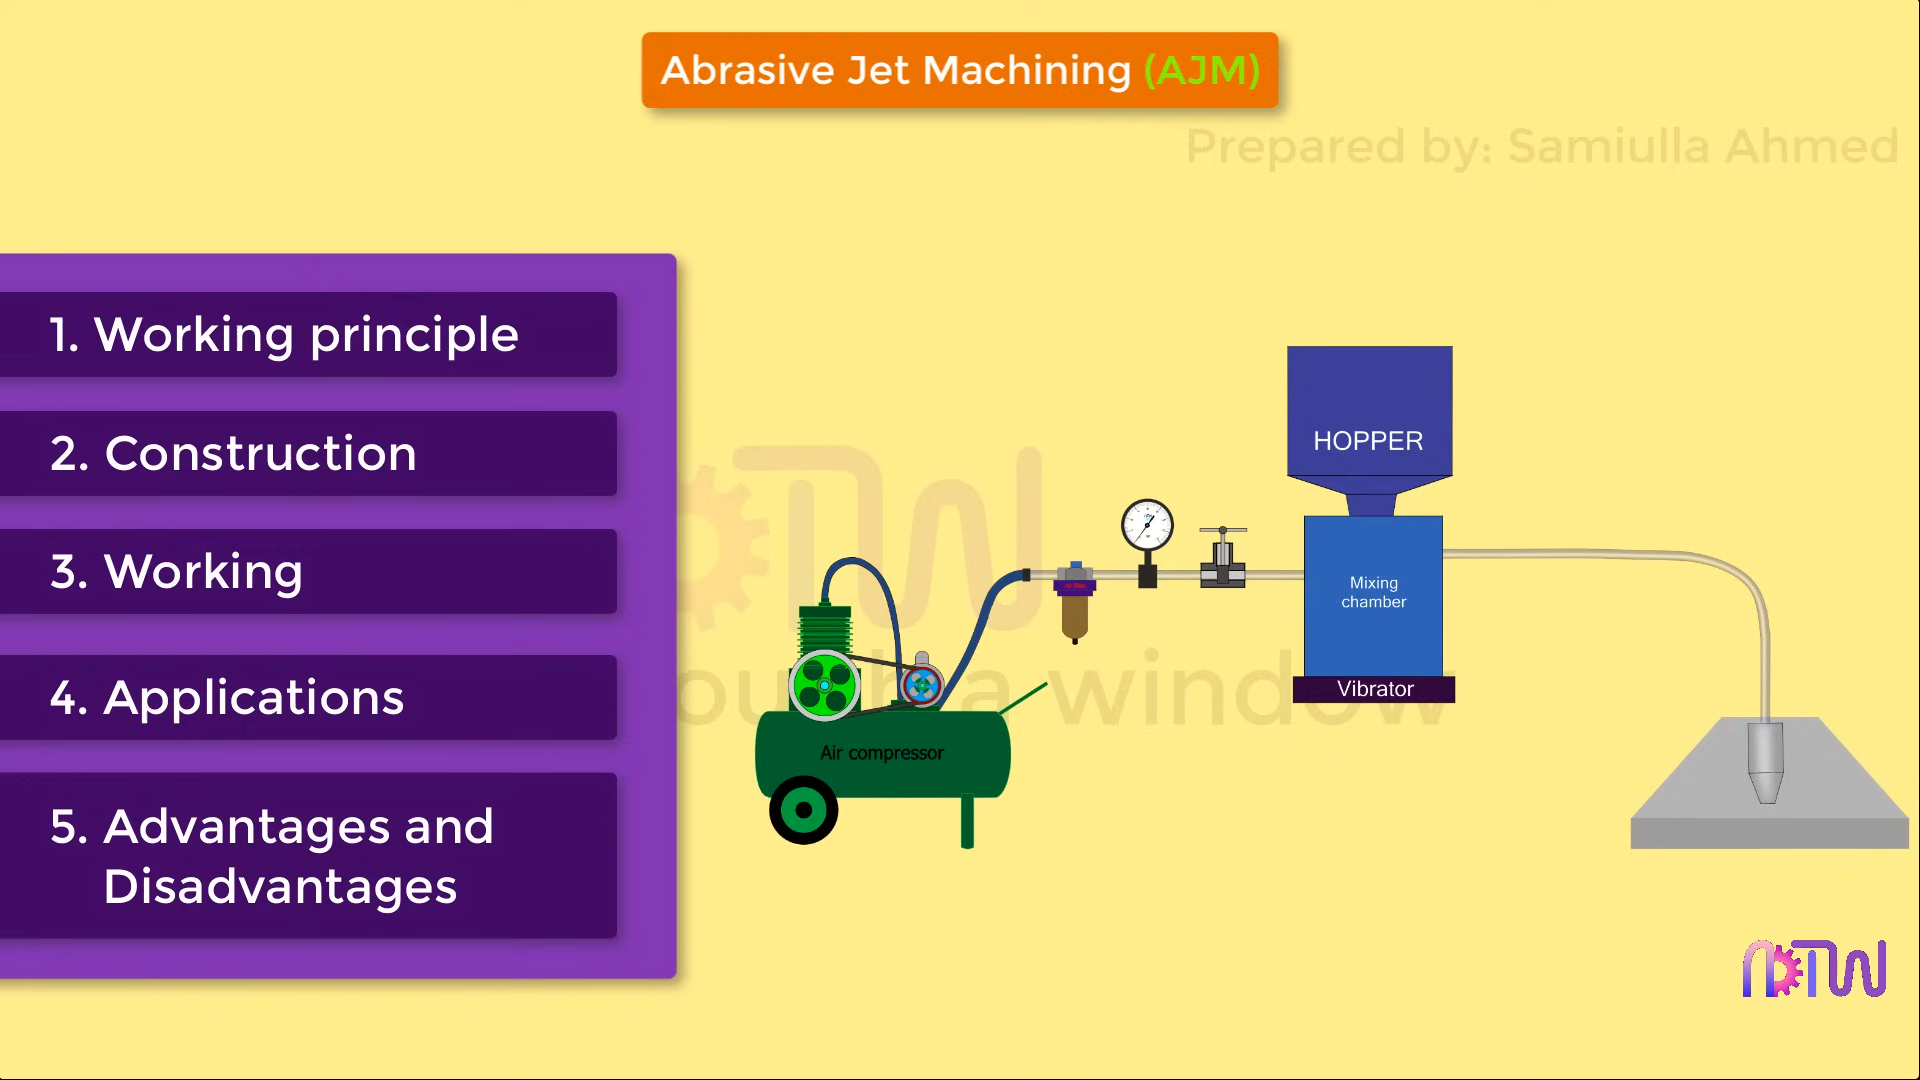 Abrasive Jet Machining (AJM)
Prepared by: Samiulla Ahmed
1. Working principle
2. Construction
3. Working
4. Applications
5. Advantages and
Disadvantages
HOPPER
Mixing
chamber
Vibrator
Air compressor
a window